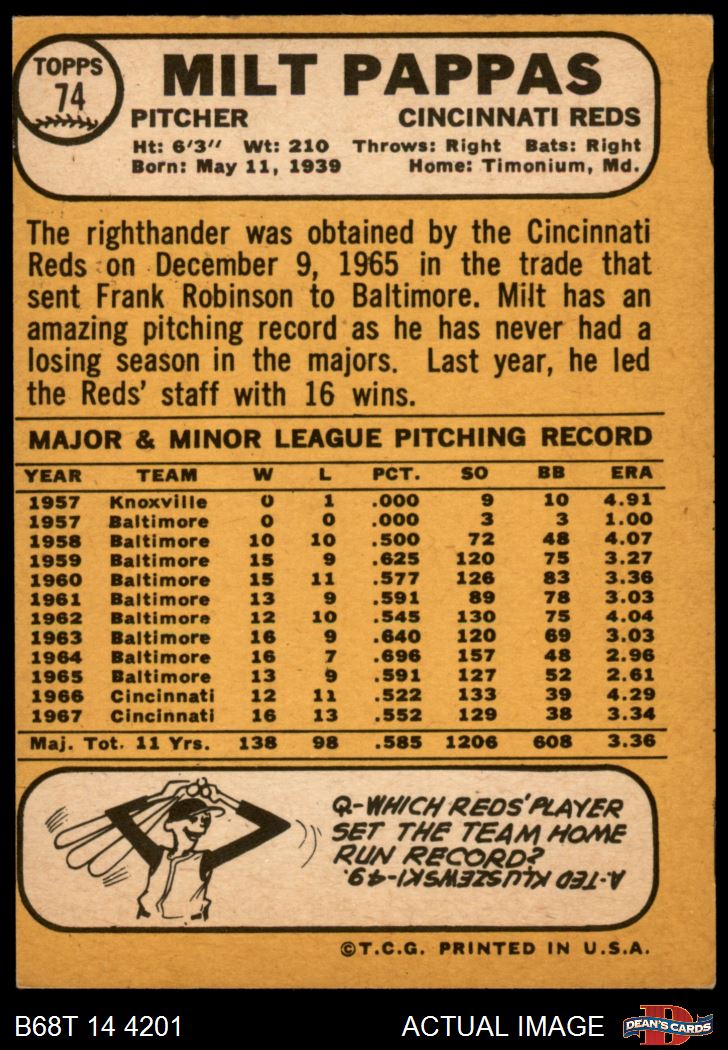 TOPPS
74
MILT PAPPAS
PITCHER CINCINNATI REDS
Ht: 6'3" Wt: 210 Throws: Right Bats: Right
Born: May 11, 1939 Home: Timonium, Md.
The righthander was obtained by the Cincinnati
Reds on December 9, 1965 in the trade that
sent Frank Robinson to Baltimore. Milt has an
amazing pitching record as he has never had a
losing season in the majors. Last year, he led
the Reds' staff with 16 wins.
MAJOR & MINOR LEAGUE PITCHING RECORD
YEAR TEAM W L PCT. SO BB ERA
1957 Knoxville 0 1 .000 9 10 4.91
1957 Baltimore 0 0 .000 3 3 1.00
1958 Baltimore 10 10 .500 72 48 4.07
1959 Baltimore 15 9 .625 120 75 3.27
1960 Baltimore 15 11 .577 126 83 3.36
1961 Baltimore 13 9 .591 89 78 3.03
1962 Baltimore 12 10 .545 130 75 4.04
1963 Baltimore 16 9 .640 120 69 3.03
1964 Baltimore 16 7 .696 157 48 2.96
1965 Baltimore 13 9 .591 127 52 2.61
1966 Cincinnati 12 11 .522 133 39 4.29
1967 Cincinnati 16 13 .552 129 38 3.34
Maj. Tot. 11 Yrs. 138 98 .585 1206 608 3.36
Q-WHICH REDS' PLAYER
SET THE TEAM HOME
RUN RECORD?
A-TED KLUSZEWSKI-49.
©T.C.G. PRINTED IN U.S.A.
B68T 14 4201 ACTUAL IMAGE
D
DEAN'S CARDS